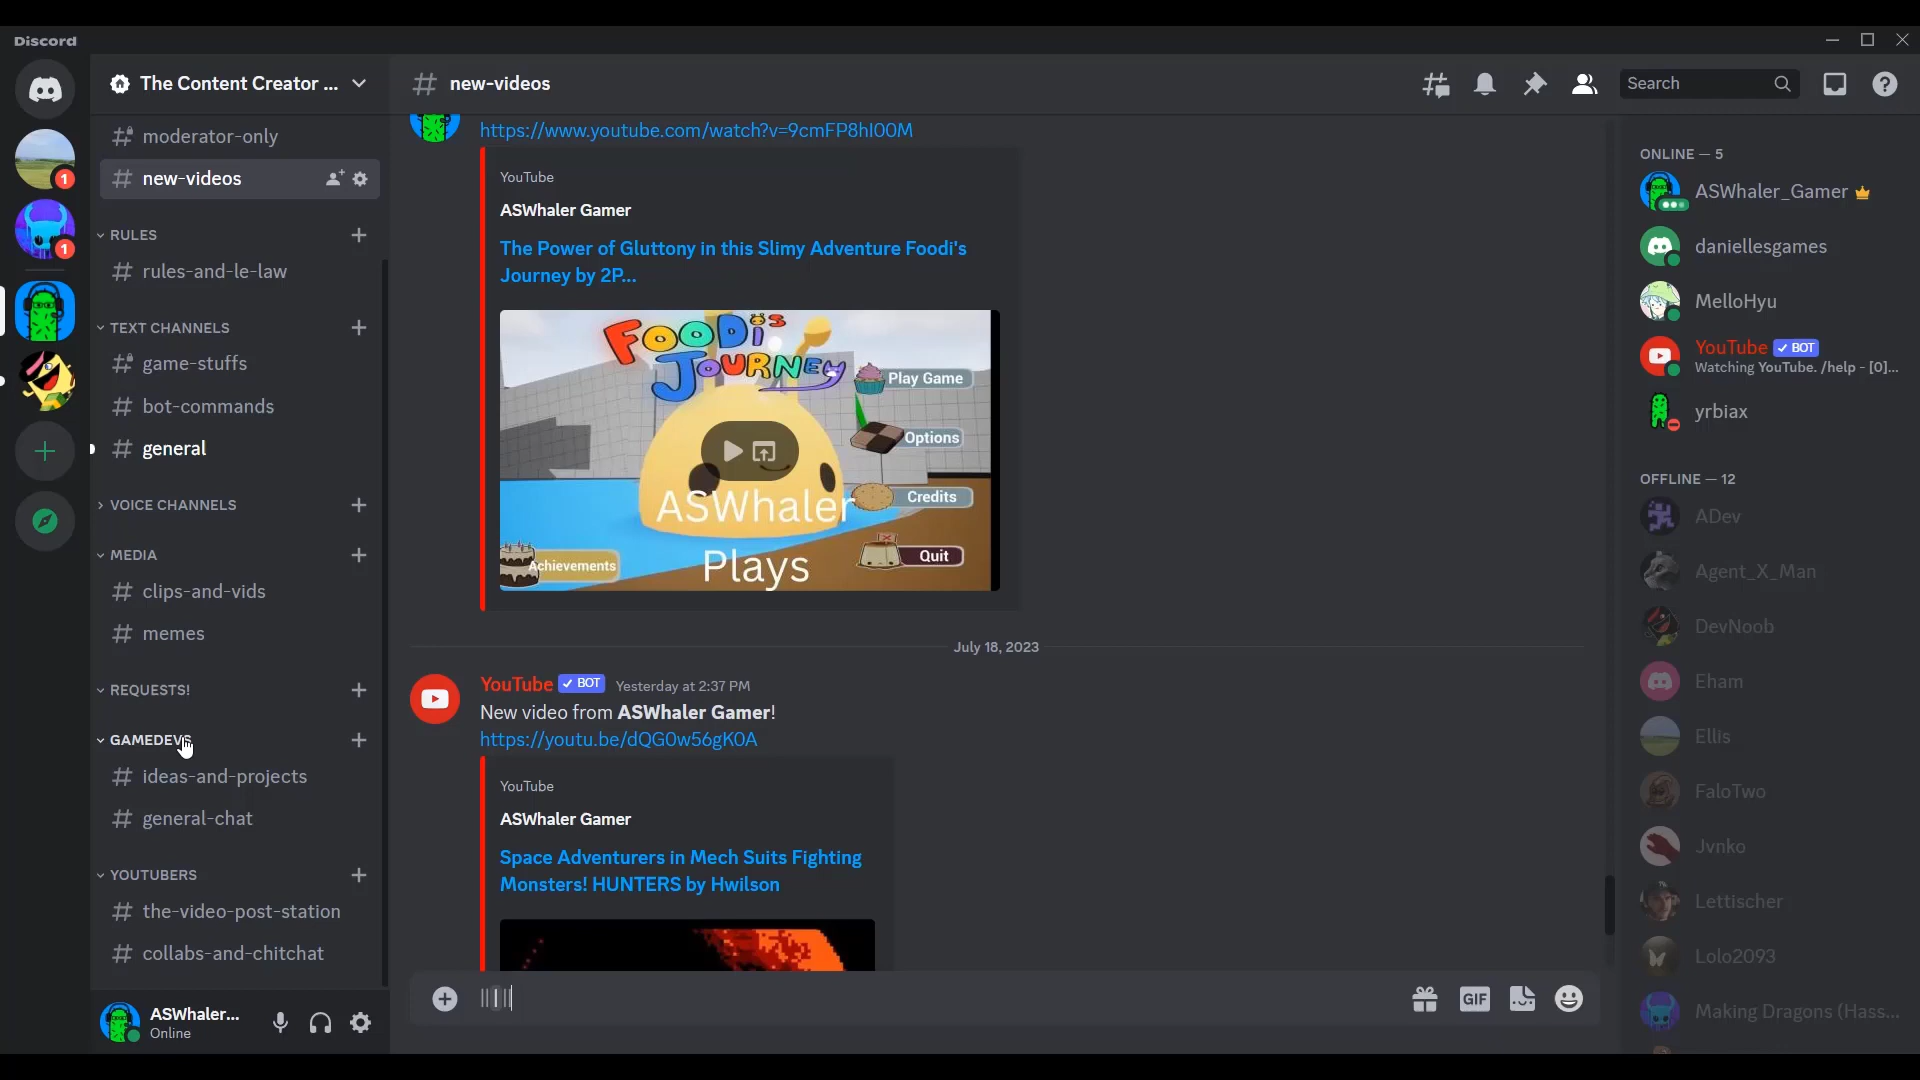 Discord
The Content Creator ...
moderator-only
new-videos
RULES
rules-and-le-law
TEXT CHANNELS
game-stuffs
bot-commands
general
VOICE CHANNELS
MEDIA
clips-and-vids
memes
REQUESTS!
GAMEDEVS
ideas-and-projects
general-chat
YOUTUBERS
the-video-post-station
collabs-and-chitchat
ASWhaler...
Online
1
1
new-videos
Search
https://www.youtube.com/watch?v=9cmFP8hI00M
YouTube
ASWhaler Gamer
The Power of Gluttony in this Slimy Adventure Foodi's
Journey by 2P...
FOODi's
JOURNEY
Play Game
Options
Credits
Quit
Achievements
ASWhaler
Plays
July 18, 2023
YouTube ✓ BOT Yesterday at 2:37 PM
New video from ASWhaler Gamer!
https://youtu.be/dQG0w56gK0A
YouTube
ASWhaler Gamer
Space Adventurers in Mech Suits Fighting
Monsters! HUNTERS by Hwilson
||||||
GIF
ONLINE — 5
ASWhaler_Gamer
daniellesgames
MelloHyu
YouTube ✓ BOT
Watching YouTube. /help - [0]...
yrbiax
OFFLINE — 12
ADev
Agent_X_Man
DevNoob
Eham
Ellis
FaloTwo
Jvnko
Lettischer
Lolo2093
Making Dragons (Hass...